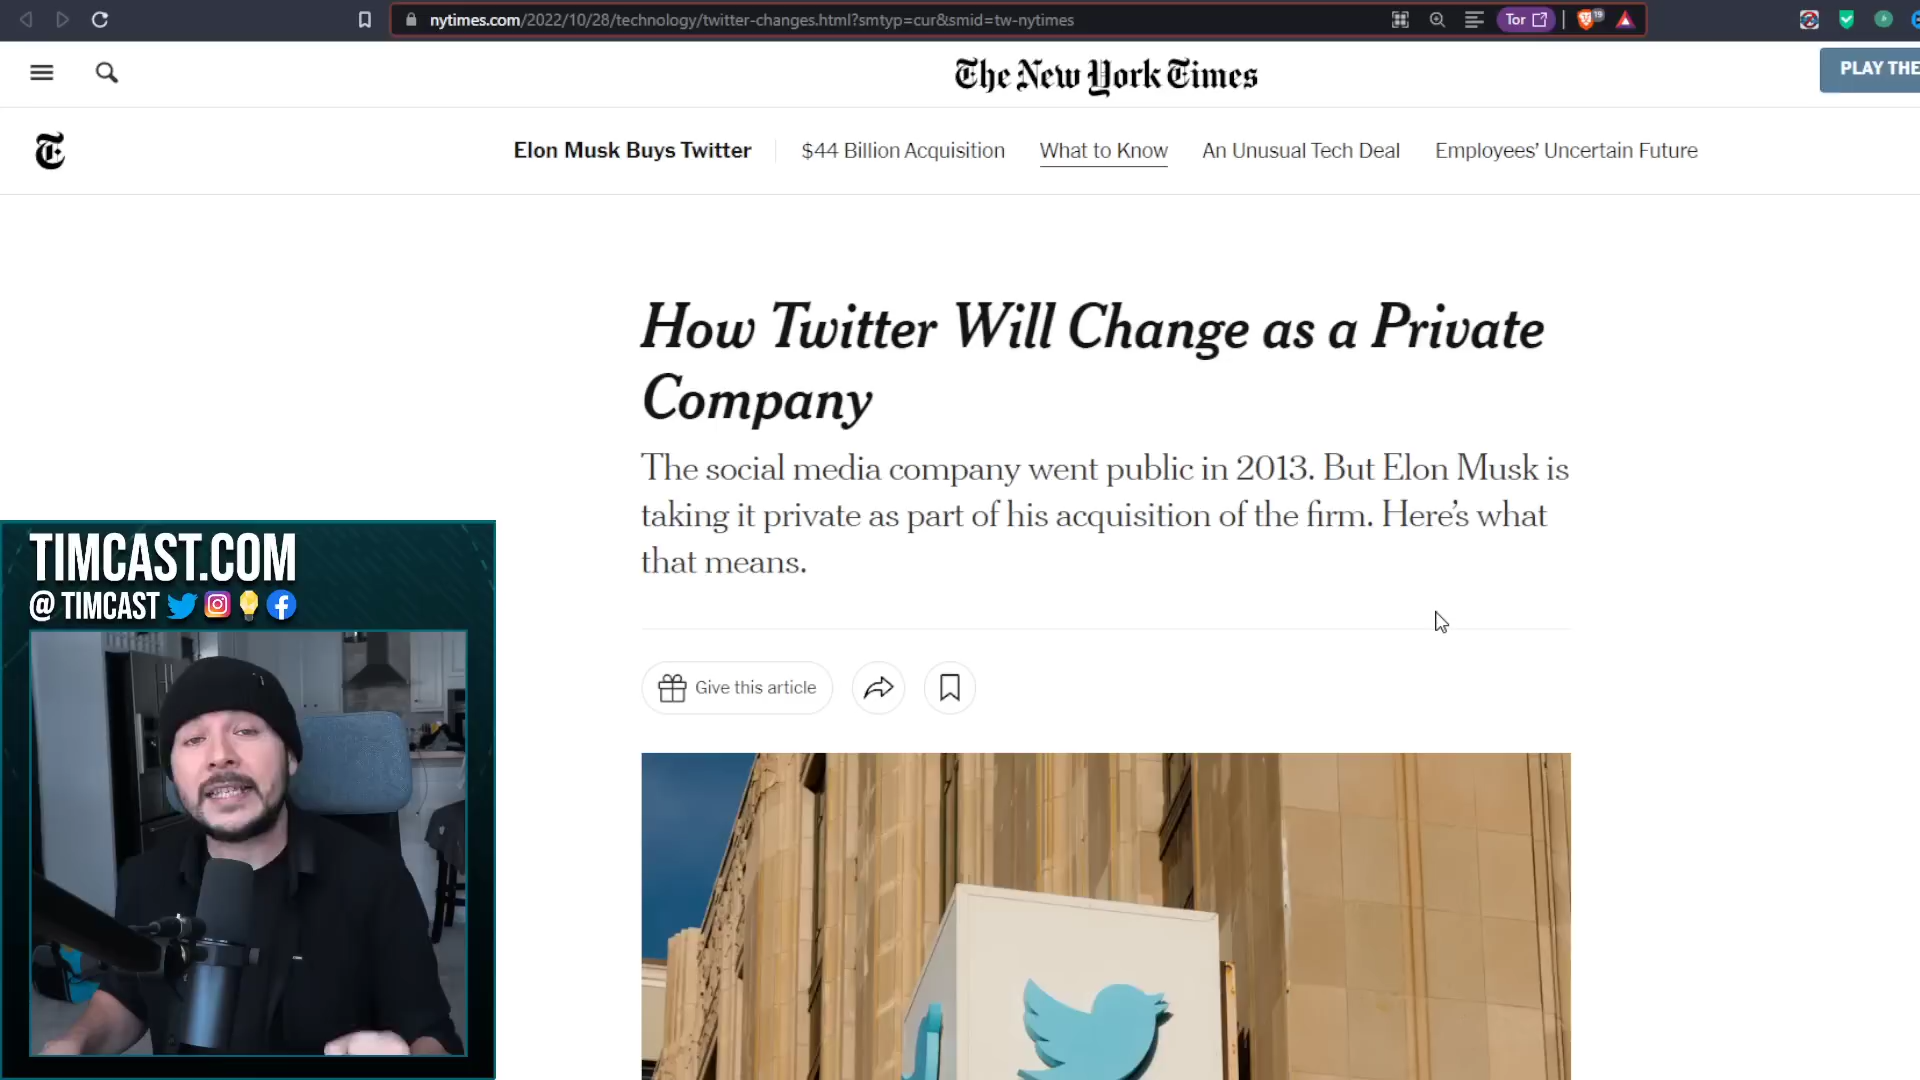 nytimes.com/2022/10/28/technology/twitter-changes.html?smtyp=cur&smid=tw-nytimes
Tor
19
The New York Times
PLAY THE
T
Elon Musk Buys Twitter
$44 Billion Acquisition
What to Know
An Unusual Tech Deal
Employees’ Uncertain Future
How Twitter Will Change as a Private
Company
The social media company went public in 2013. But Elon Musk is
taking it private as part of his acquisition of the firm. Here’s what
that means.
Give this article
TIMCAST.COM
@ TIMCAST